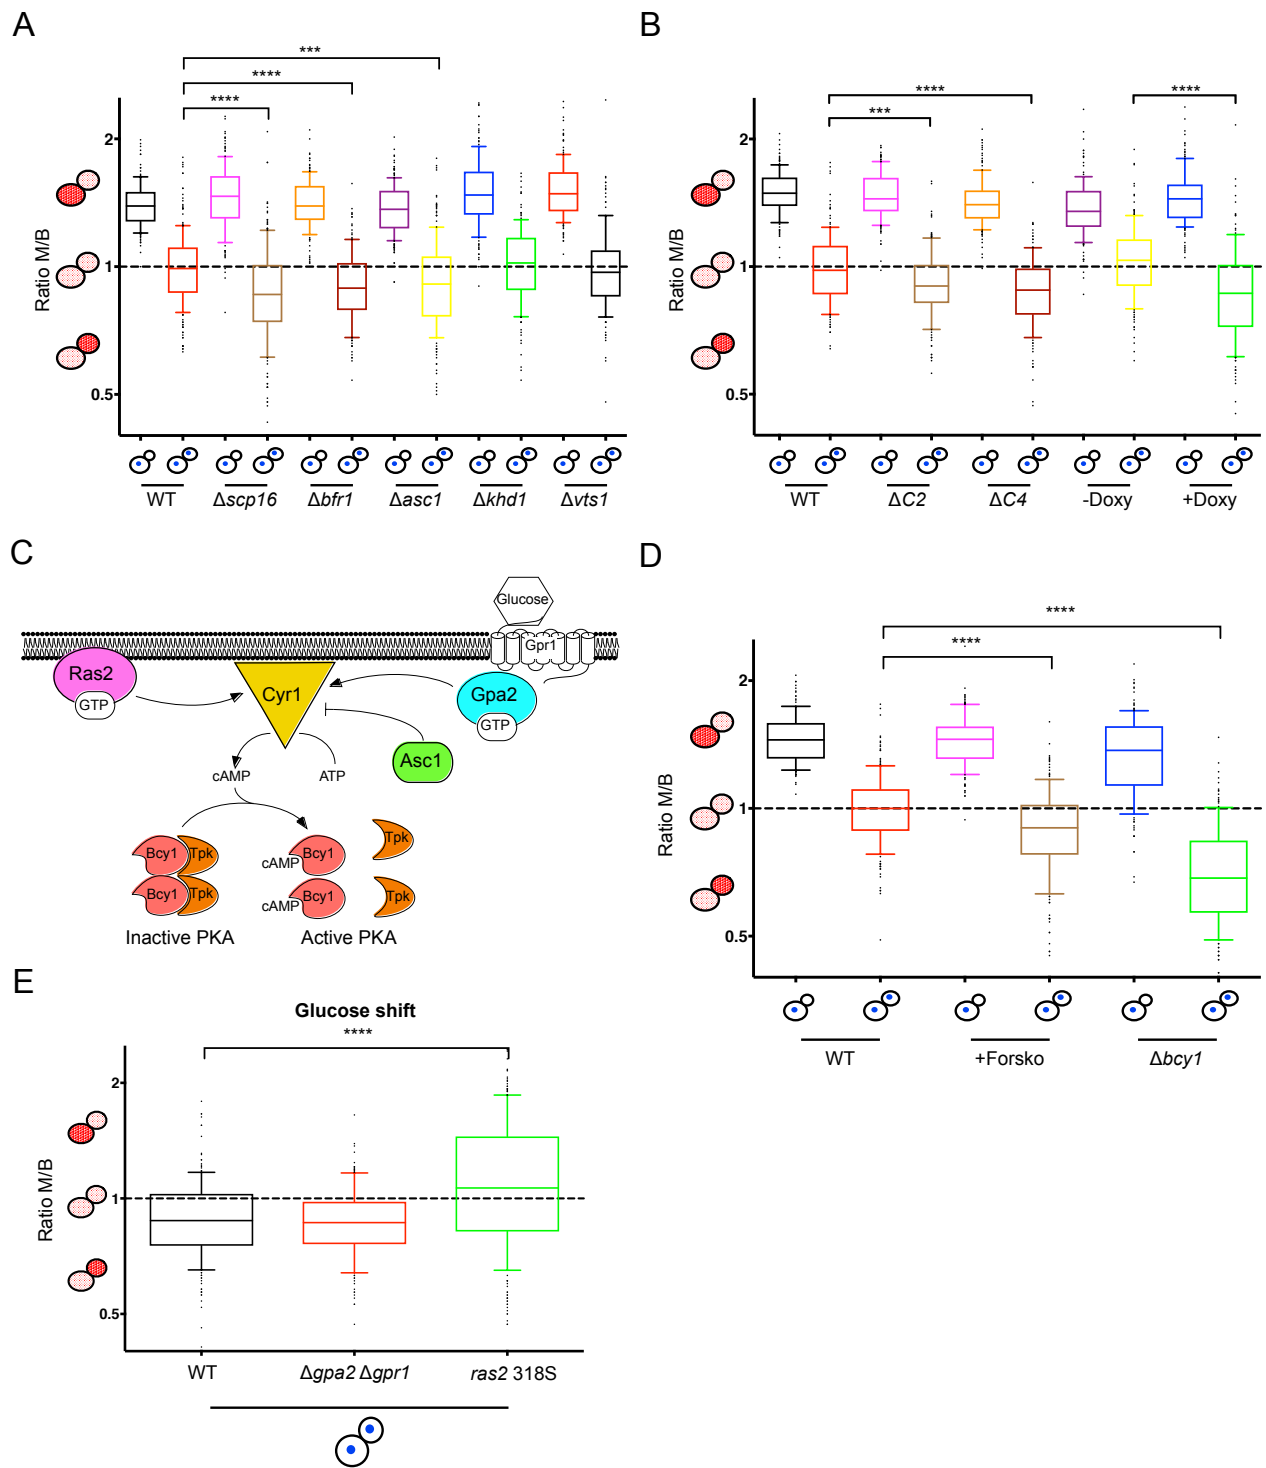 A
***
****
****
2
1
0.5
Ratio M/B
WT
Δscp16
Δbfr1
Δasc1
Δkhd1
Δvts1
B
****
***
****
2
1
0.5
Ratio M/B
WT
ΔC2
ΔC4
-Doxy
+Doxy
C
Glucose
Gpr1
Ras2
GTP
Cyr1
Gpa2
GTP
Asc1
cAMP
ATP
Bcy1
Tpk
Bcy1
Tpk
cAMP
Bcy1
Tpk
cAMP
Bcy1
Tpk
Inactive PKA
Active PKA
D
****
****
2
1
0.5
Ratio M/B
WT
+Forsko
Δbcy1
E
Glucose shift
****
2
1
0.5
Ratio M/B
WT
Δgpa2 Δgpr1
ras2 318S